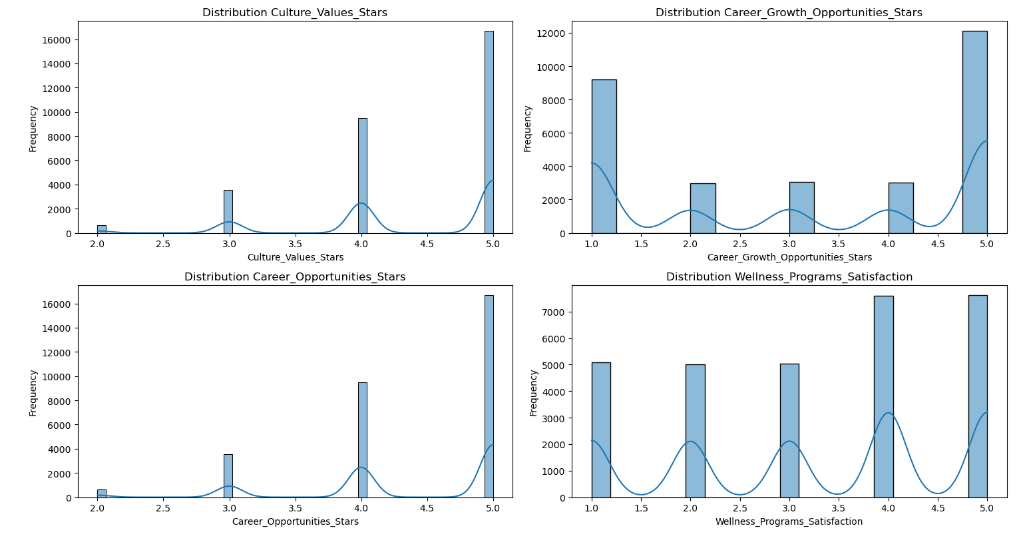 Distribution Culture_Values_Stars
16000
14000
12000
10000
8000
6000
4000
2000
0
Frequency
2.0 2.5 3.0 3.5 4.0 4.5 5.0
Culture_Values_Stars
Distribution Career_Growth_Opportunities_Stars
12000
10000
8000
6000
4000
2000
0
Frequency
1.0 1.5 2.0 2.5 3.0 3.5 4.0 4.5 5.0
Career_Growth_Opportunities_Stars
Distribution Career_Opportunities_Stars
16000
14000
12000
10000
8000
6000
4000
2000
0
Frequency
2.0 2.5 3.0 3.5 4.0 4.5 5.0
Career_Opportunities_Stars
Distribution Wellness_Programs_Satisfaction
7000
6000
5000
4000
3000
2000
1000
0
Frequency
1.0 1.5 2.0 2.5 3.0 3.5 4.0 4.5 5.0
Wellness_Programs_Satisfaction